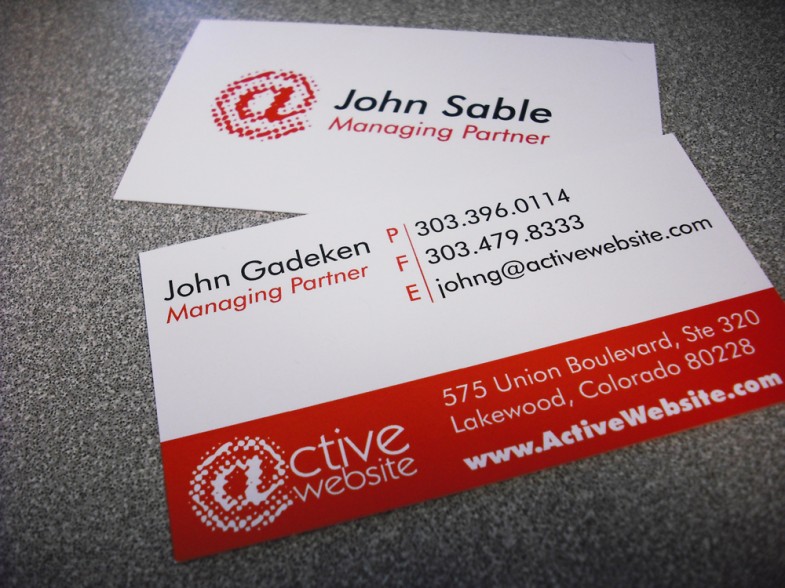 @
John Sable
Managing Partner
John Gadeken
Managing Partner
P 303.396.0114
F 303.479.8333
E johng@activewebsite.com
@ctive
website
575 Union Boulevard, Ste 320
Lakewood, Colorado 80228
www.ActiveWebsite.com